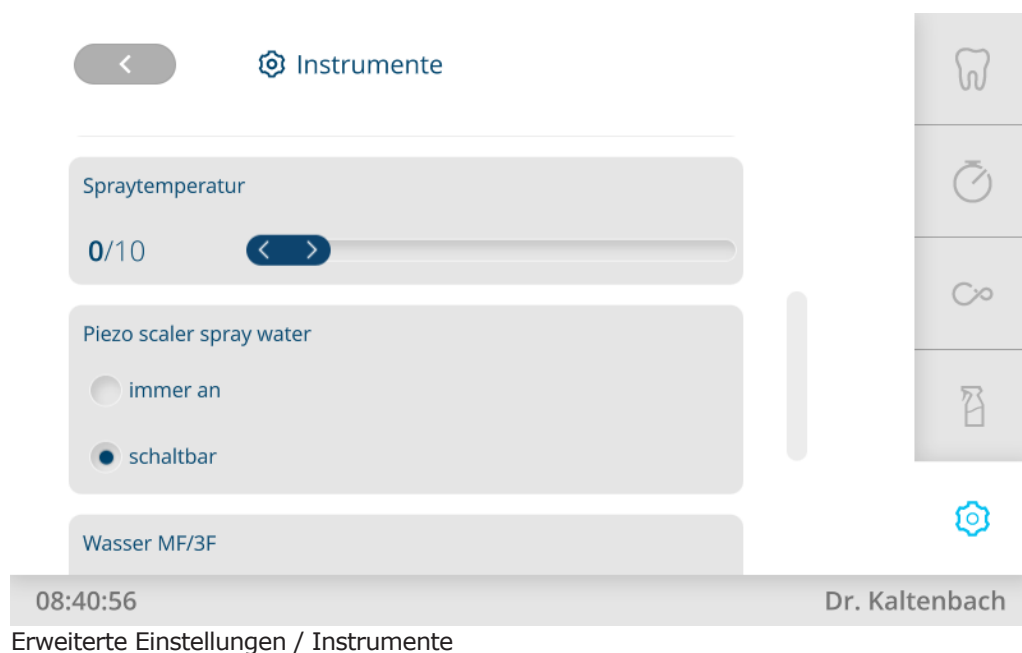 Instrumente
Spraytemperatur
0/10
Piezo scaler spray water
immer an
schaltbar
Wasser MF/3F
08:40:56 Dr. Kaltenbach
Erweiterte Einstellungen / Instrumente